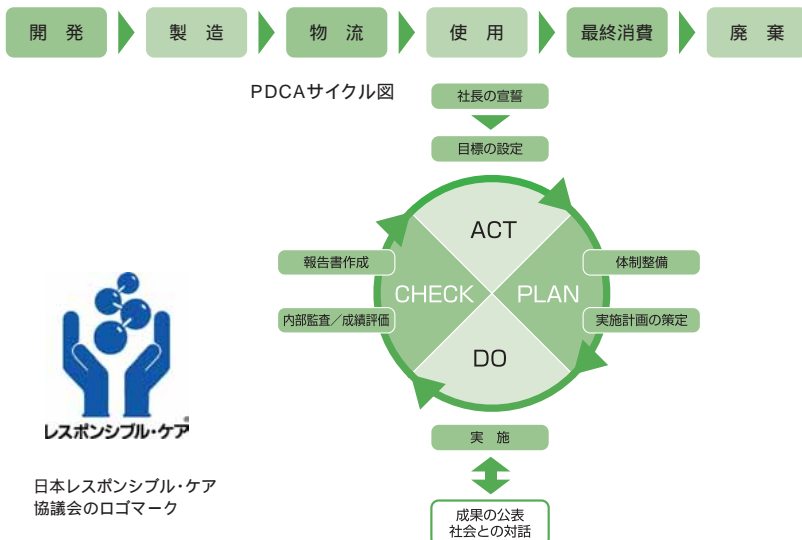 開 発
製 造
物 流
使 用
最終消費
廃 棄
PDCAサイクル図
社長の宣誓
目標の設定
ACT
報告書作成
体制整備
CHECK
PLAN
内部監査／成績評価
実施計画の策定
DO
レスポンシブル・ケア®
実 施
日本レスポンシブル・ケア
協議会のロゴマーク
成果の公表
社会との対話